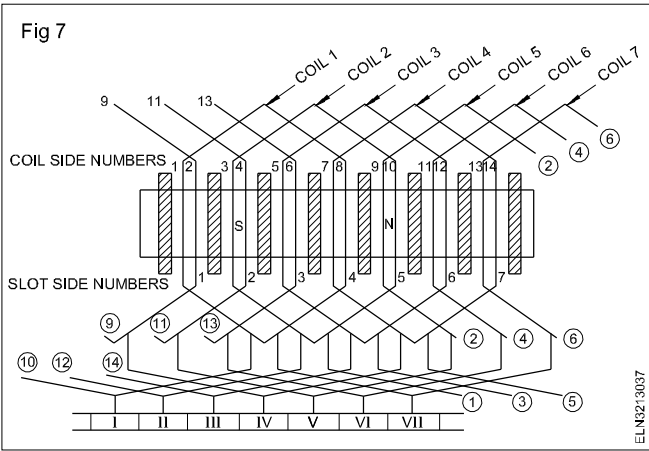 Fig 7
COIL 1
COIL 2
COIL 3
COIL 4
COIL 5
COIL 6
COIL 7
9
11
13
6
4
2
COIL SIDE NUMBERS
1 2 3 4 5 6 7 8 9 10 11 12 13 14
S
N
SLOT SIDE NUMBERS
1 2 3 4 5 6 7
9
11
13
2
4
6
10
12
14
1
3
5
I II III IV V VI VII
ELN3213037